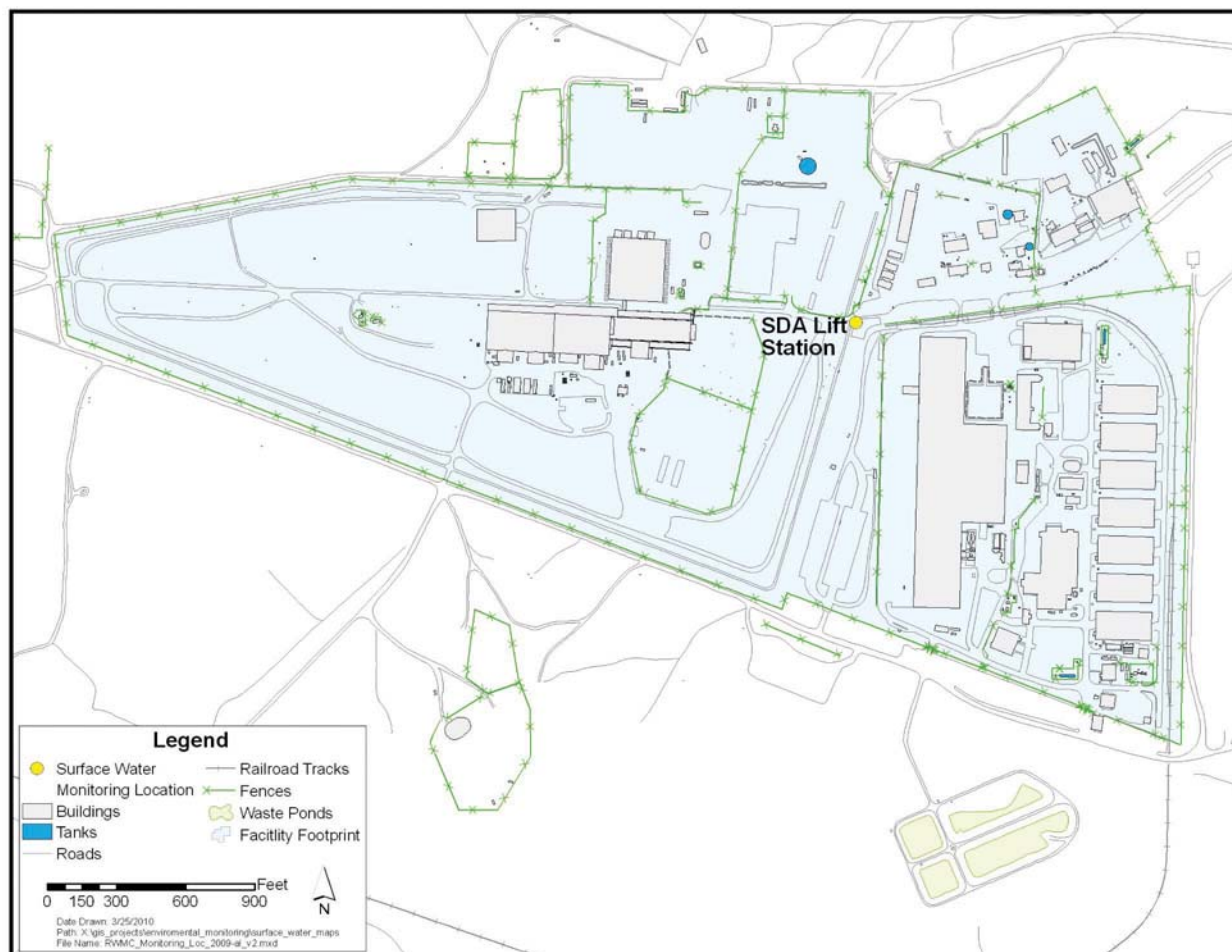 SDA Lift
Station
Legend
Surface Water
Monitoring Location
Buildings
Tanks
Roads
Railroad Tracks
Fences
Waste Ponds
Facitlity Footprint
Feet
0 150 300 600 900
N
Date Drawn: 3/25/2010
Path: X:\gis_projects\enviromental_monitoring\surface_water_maps
File Name: RWMC_Monitoring_Loc_2009-al_v2.mxd